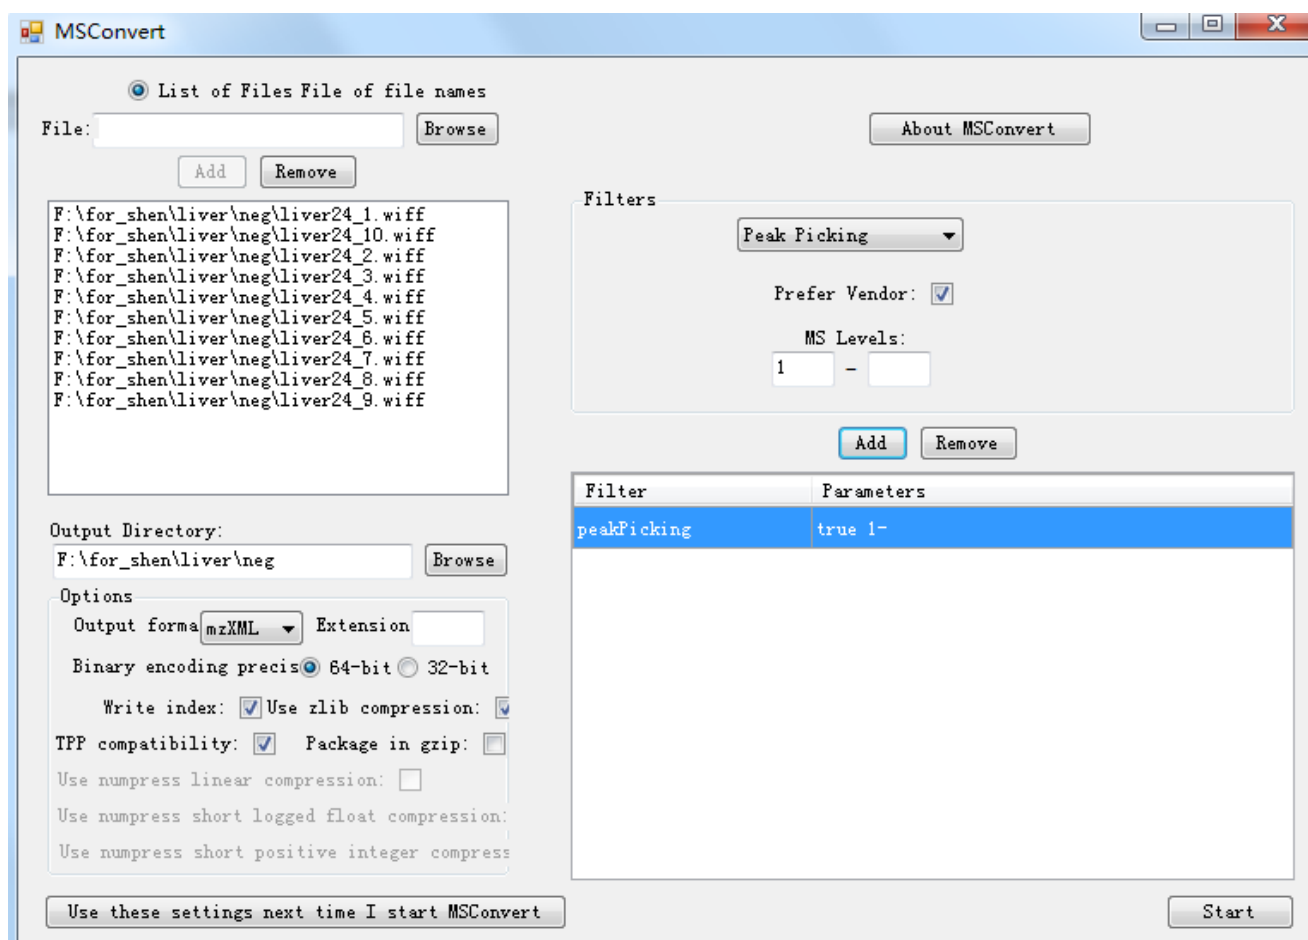 MSConvert
List of Files File of file names
File: Browse
Add Remove
F:\for_shen\liver\neg\liver24_1.wiff
F:\for_shen\liver\neg\liver24_10.wiff
F:\for_shen\liver\neg\liver24_2.wiff
F:\for_shen\liver\neg\liver24_3.wiff
F:\for_shen\liver\neg\liver24_4.wiff
F:\for_shen\liver\neg\liver24_5.wiff
F:\for_shen\liver\neg\liver24_6.wiff
F:\for_shen\liver\neg\liver24_7.wiff
F:\for_shen\liver\neg\liver24_8.wiff
F:\for_shen\liver\neg\liver24_9.wiff
Output Directory:
F:\for_shen\liver\neg Browse
Options
Output forma mzXML Extension
Binary encoding precis 64-bit 32-bit
Write index: Use zlib compression:
TPP compatibility: Package in gzip:
Use numpress linear compression:
Use numpress short logged float compression:
Use numpress short positive integer compress
Use these settings next time I start MSConvert
About MSConvert
Filters
Peak Picking
Prefer Vendor:
MS Levels:
1 -
Add Remove
Filter Parameters
peakPicking true 1-
Start